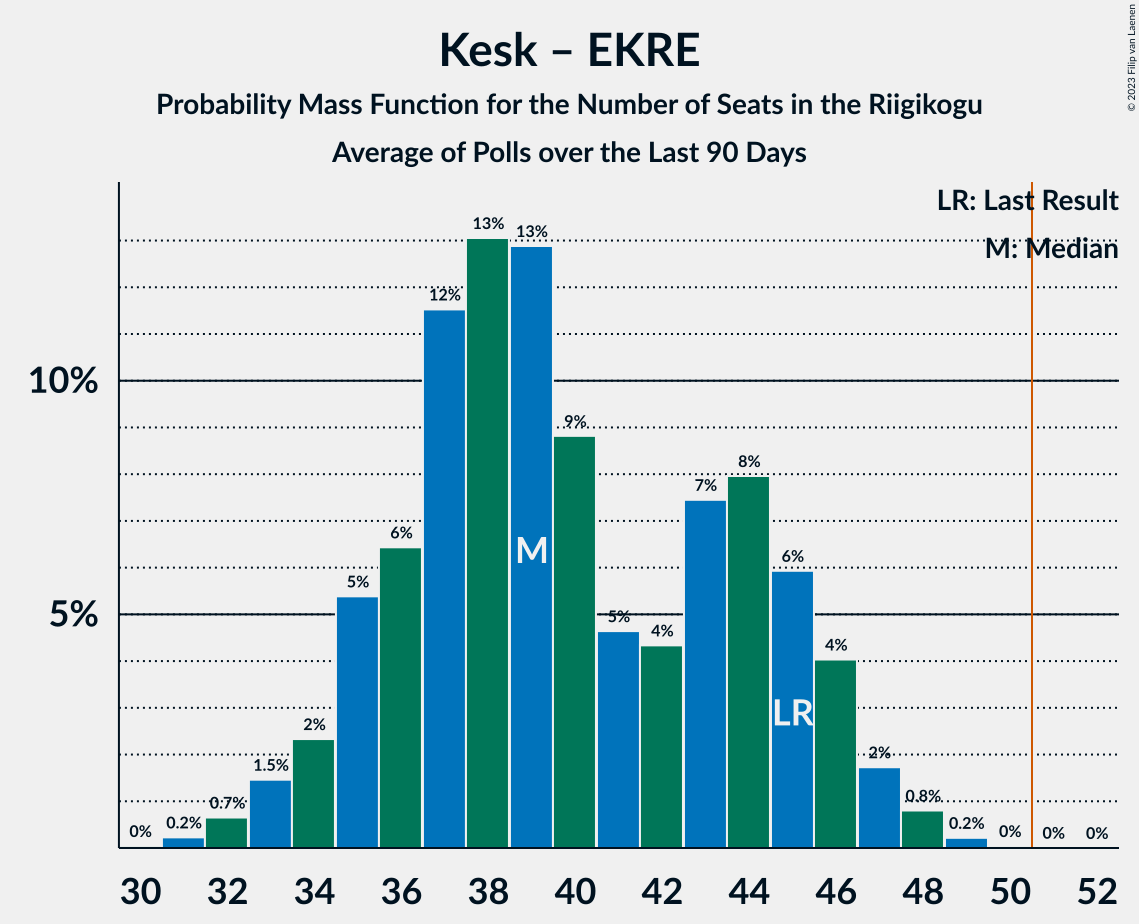 Kesk – EKRE
Probability Mass Function for the Number of Seats in the Riigikogu
Average of Polls over the Last 90 Days
© 2023 Filip van Laenen
LR: Last Result
M: Median
10%
5%
0%
0.2%
0.7%
1.5%
2%
5%
6%
12%
13%
13%
9%
5%
4%
7%
8%
6%
4%
2%
0.8%
0.2%
0%
0%
0%
M
LR
30 32 34 36 38 40 42 44 46 48 50 52